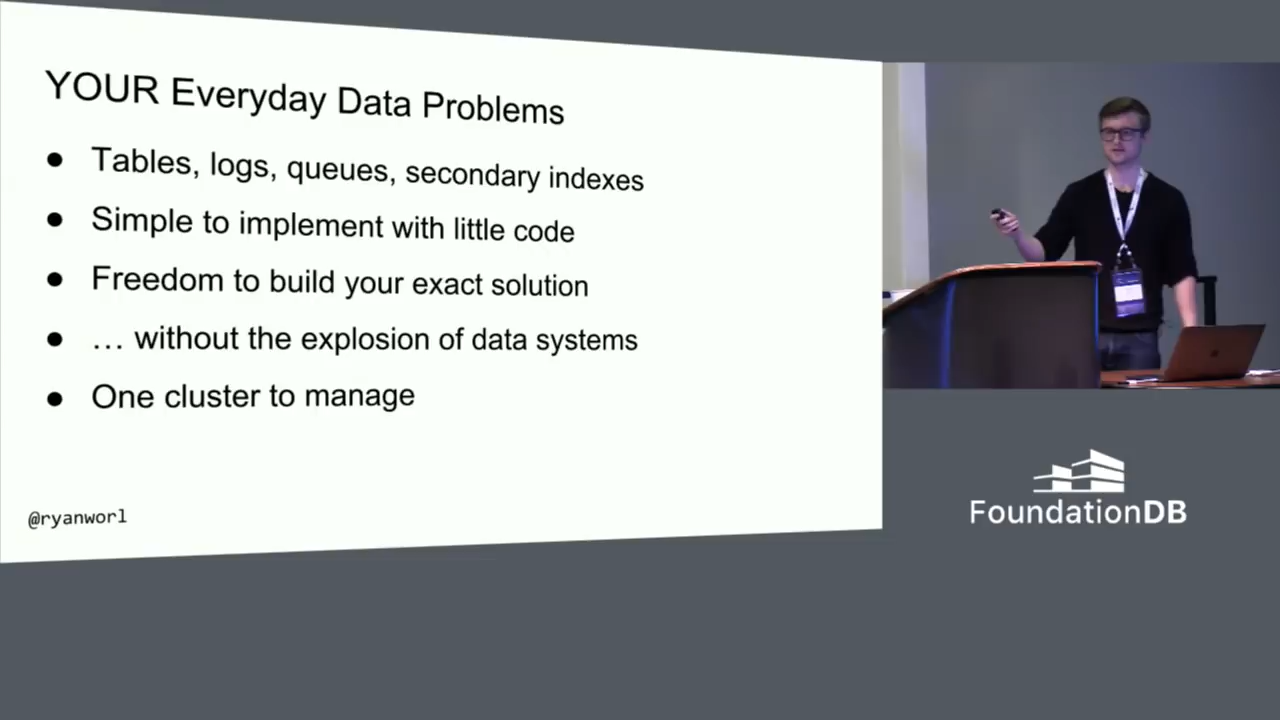 YOUR Everyday Data Problems
● Tables, logs, queues, secondary indexes
● Simple to implement with little code
● Freedom to build your exact solution
● … without the explosion of data systems
● One cluster to manage
@ryanworl
FoundationDB